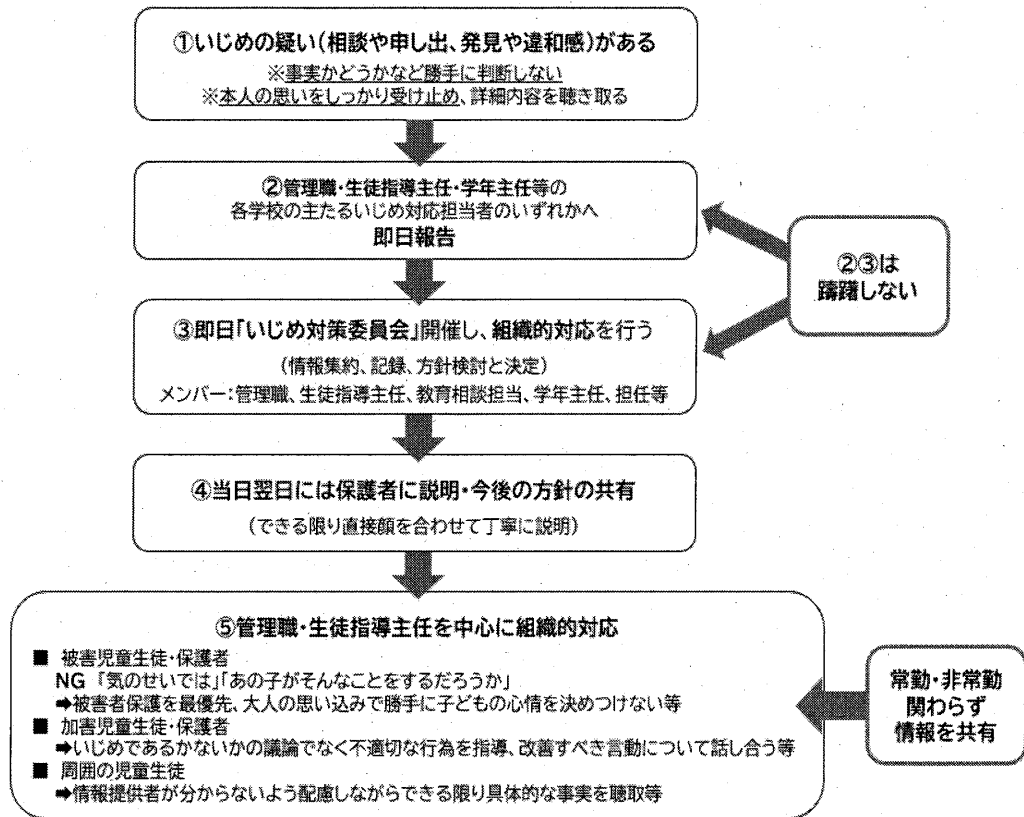 ①いじめの疑い(相談や申し出、発見や違和感)がある
※事実かどうかなど勝手に判断しない
※本人の思いをしっかり受け止め、詳細内容を聴き取る
②管理職・生徒指導主任・学年主任等の
各学校の主たるいじめ対応担当者のいずれかへ
即日報告
②③は
躊躇しない
③即日「いじめ対策委員会」開催し、組織的対応を行う
(情報集約、記録、方針検討と決定)
メンバー:管理職、生徒指導主任、教育相談担当、学年主任、担任等
④当日翌日には保護者に説明・今後の方針の共有
(できる限り直接顔を合わせて丁寧に説明)
⑤管理職・生徒指導主任を中心に組織的対応
■ 被害児童生徒・保護者
NG 「気のせいでは」「あの子がそんなことをするだろうか」
➡被害者保護を最優先、大人の思い込みで勝手に子どもの心情を決めつけない等
■ 加害児童生徒・保護者
➡いじめであるかないかの議論でなく不適切な行為を指導、改善すべき言動について話し合う等
■ 周囲の児童生徒
➡情報提供者が分からないよう配慮しながらできる限り具体的な事実を聴取等
常勤・非常勤
関わらず
情報を共有